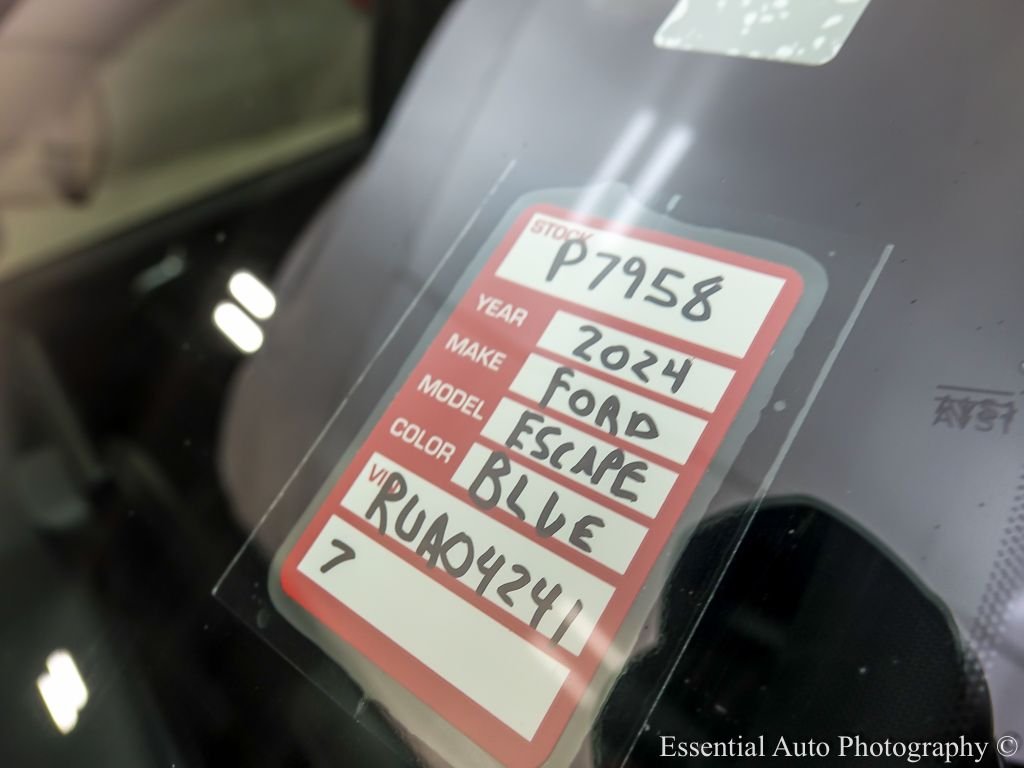 STOCK
P7958
YEAR 2024
MAKE FORD
MODEL ESCAPE
COLOR BLUE
VIN
RUA04241
7
Essential Auto Photography ©